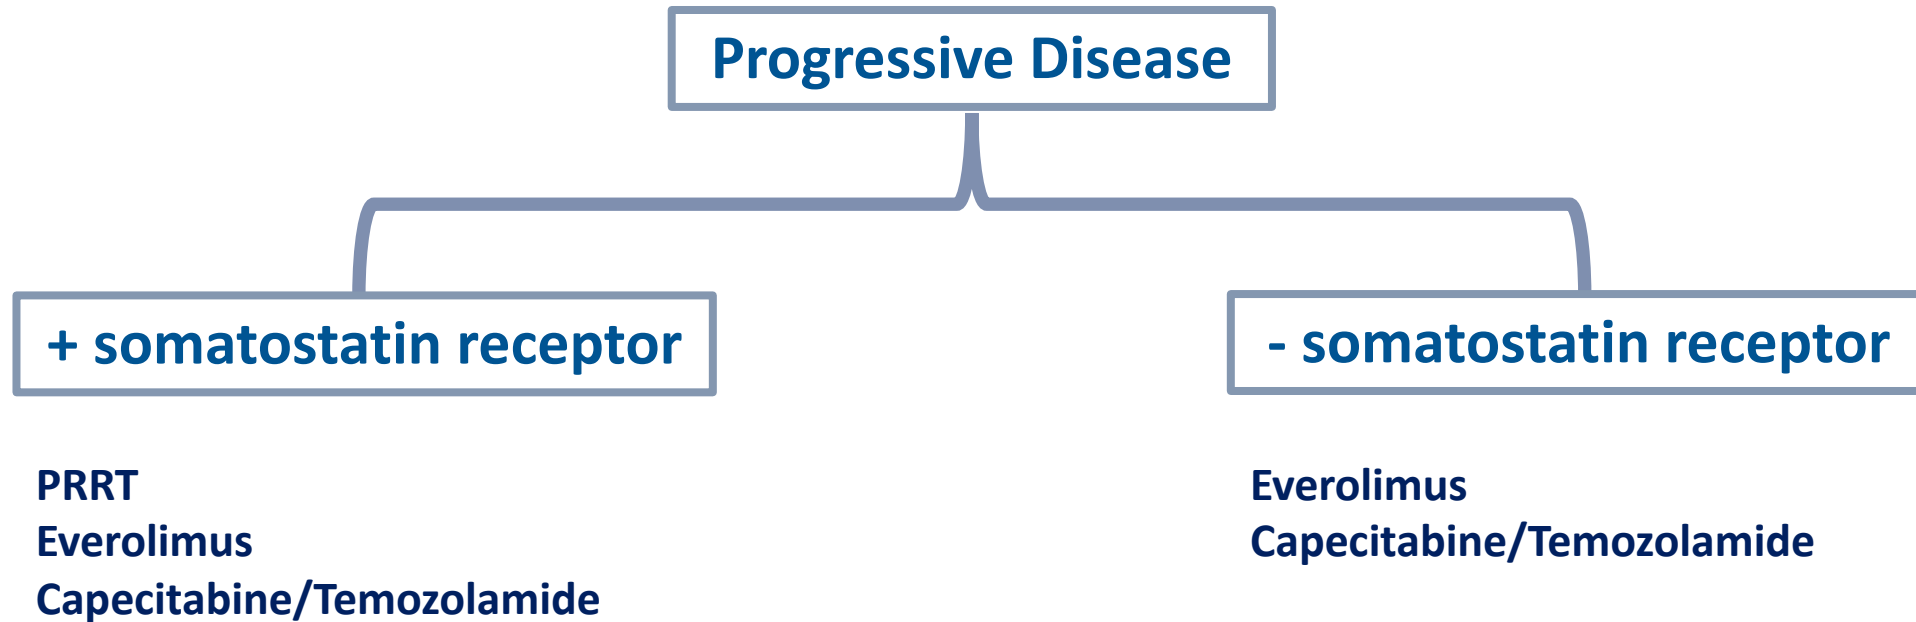 Progressive Disease
+ somatostatin receptor
- somatostatin receptor
PRRT
Everolimus
Capecitabine/Temozolamide
Everolimus
Capecitabine/Temozolamide